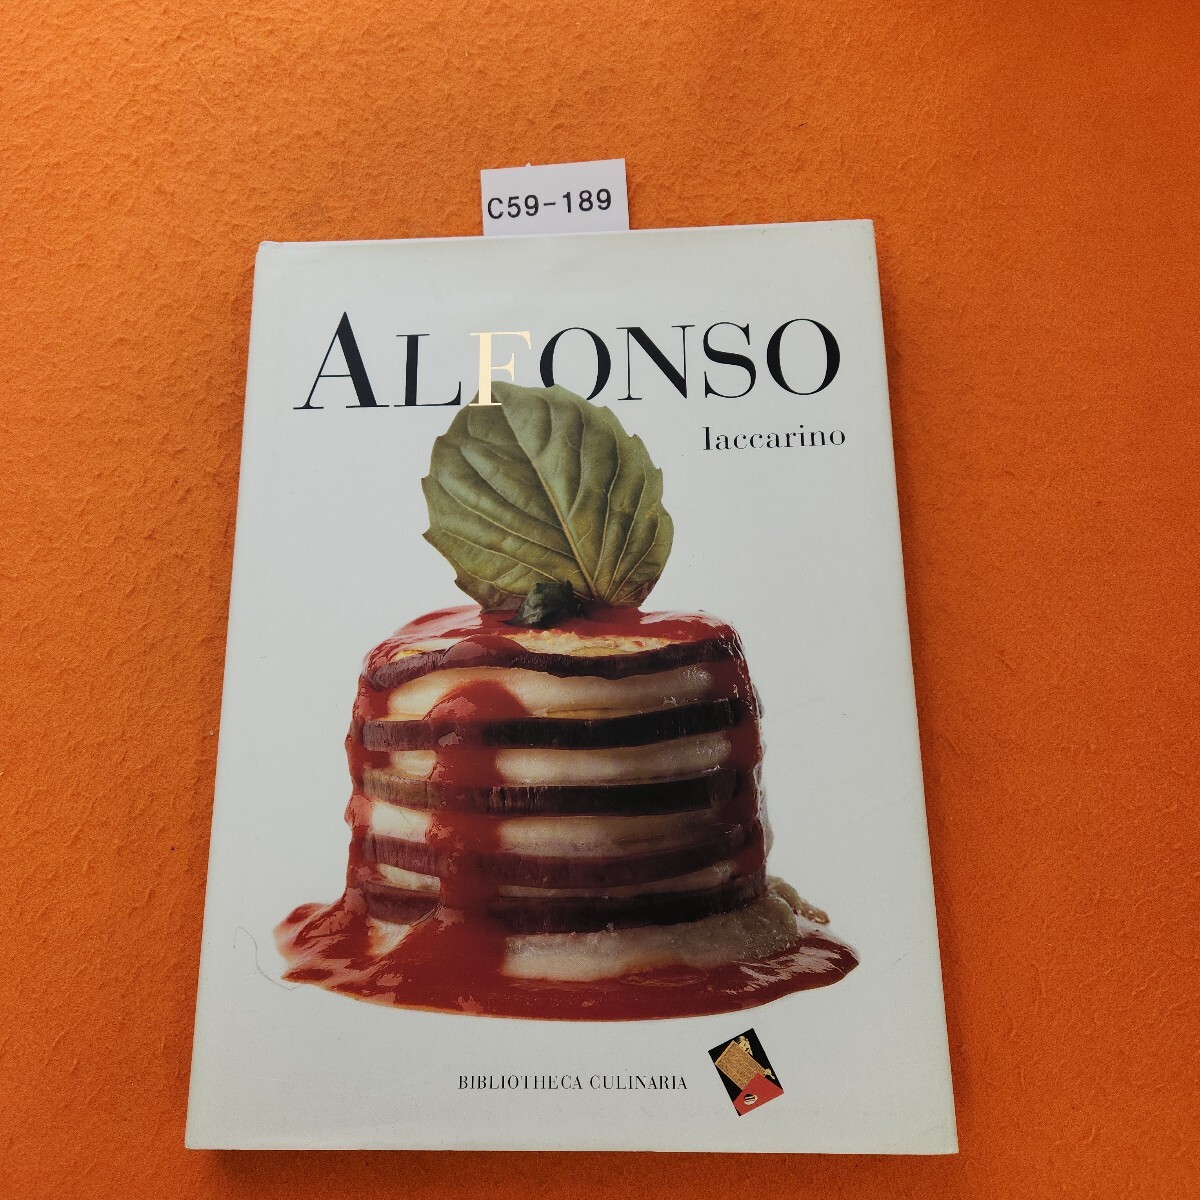 C59-189
ALFONSO
Iaccarino
BIBLIOTHECA CULINARIA